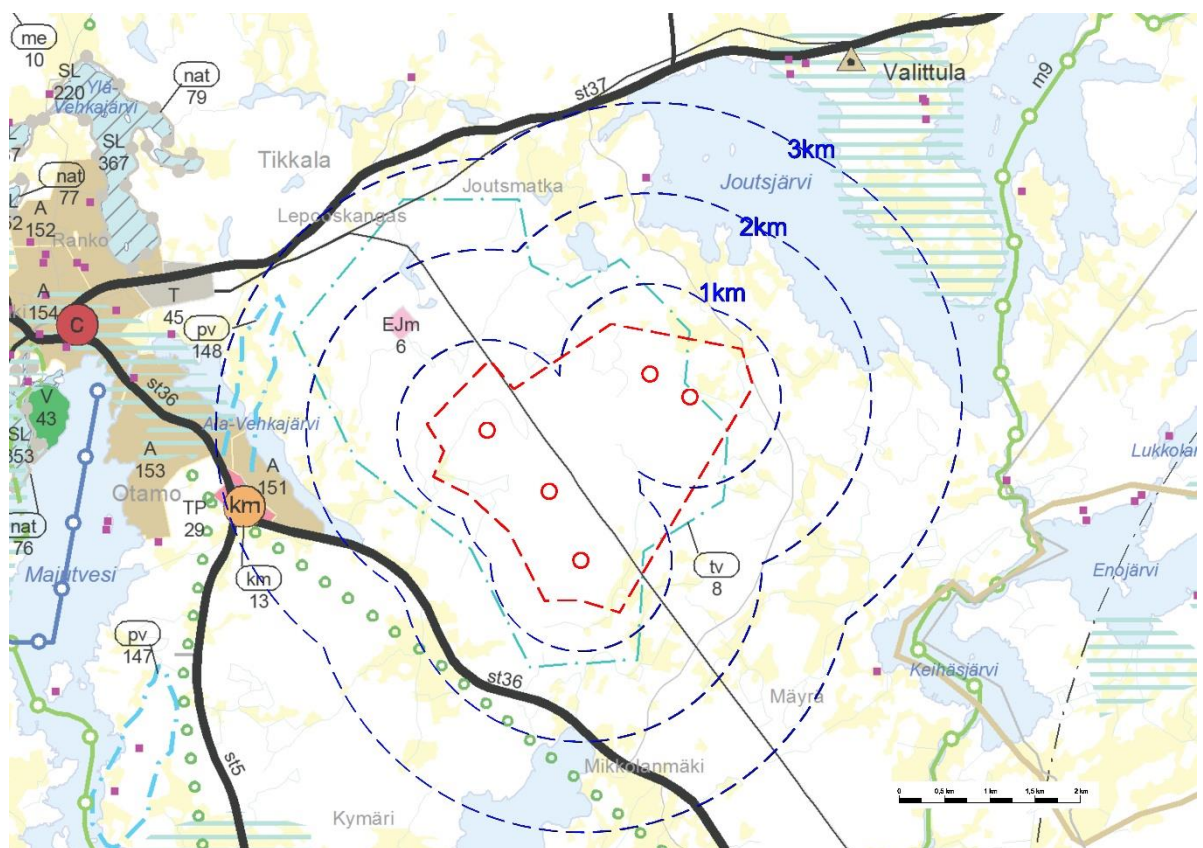 me
10
SL
220
Ylä-
Vehkajärvi
nat
79
SL
367
nat
77
A
152
Ranko
A
154
C
T
45
pv
148
st36
V
43
A
153
Otamo
Ala-Vehkajärvi
A
151
TP
29
km
km
13
nat
76
Majutvesi
pv
147
st5
Kymäri
Tikkala
Lepooskangas
Joutsmatka
st37
EJm
6
1km
2km
3km
Joutsjärvi
Valittula
m9
tv
8
st36
Mikkolanmäki
Mäyrä
Keihäsjärvi
Enojärvi
0
0,5 km
1 km
1,5 km
2 km